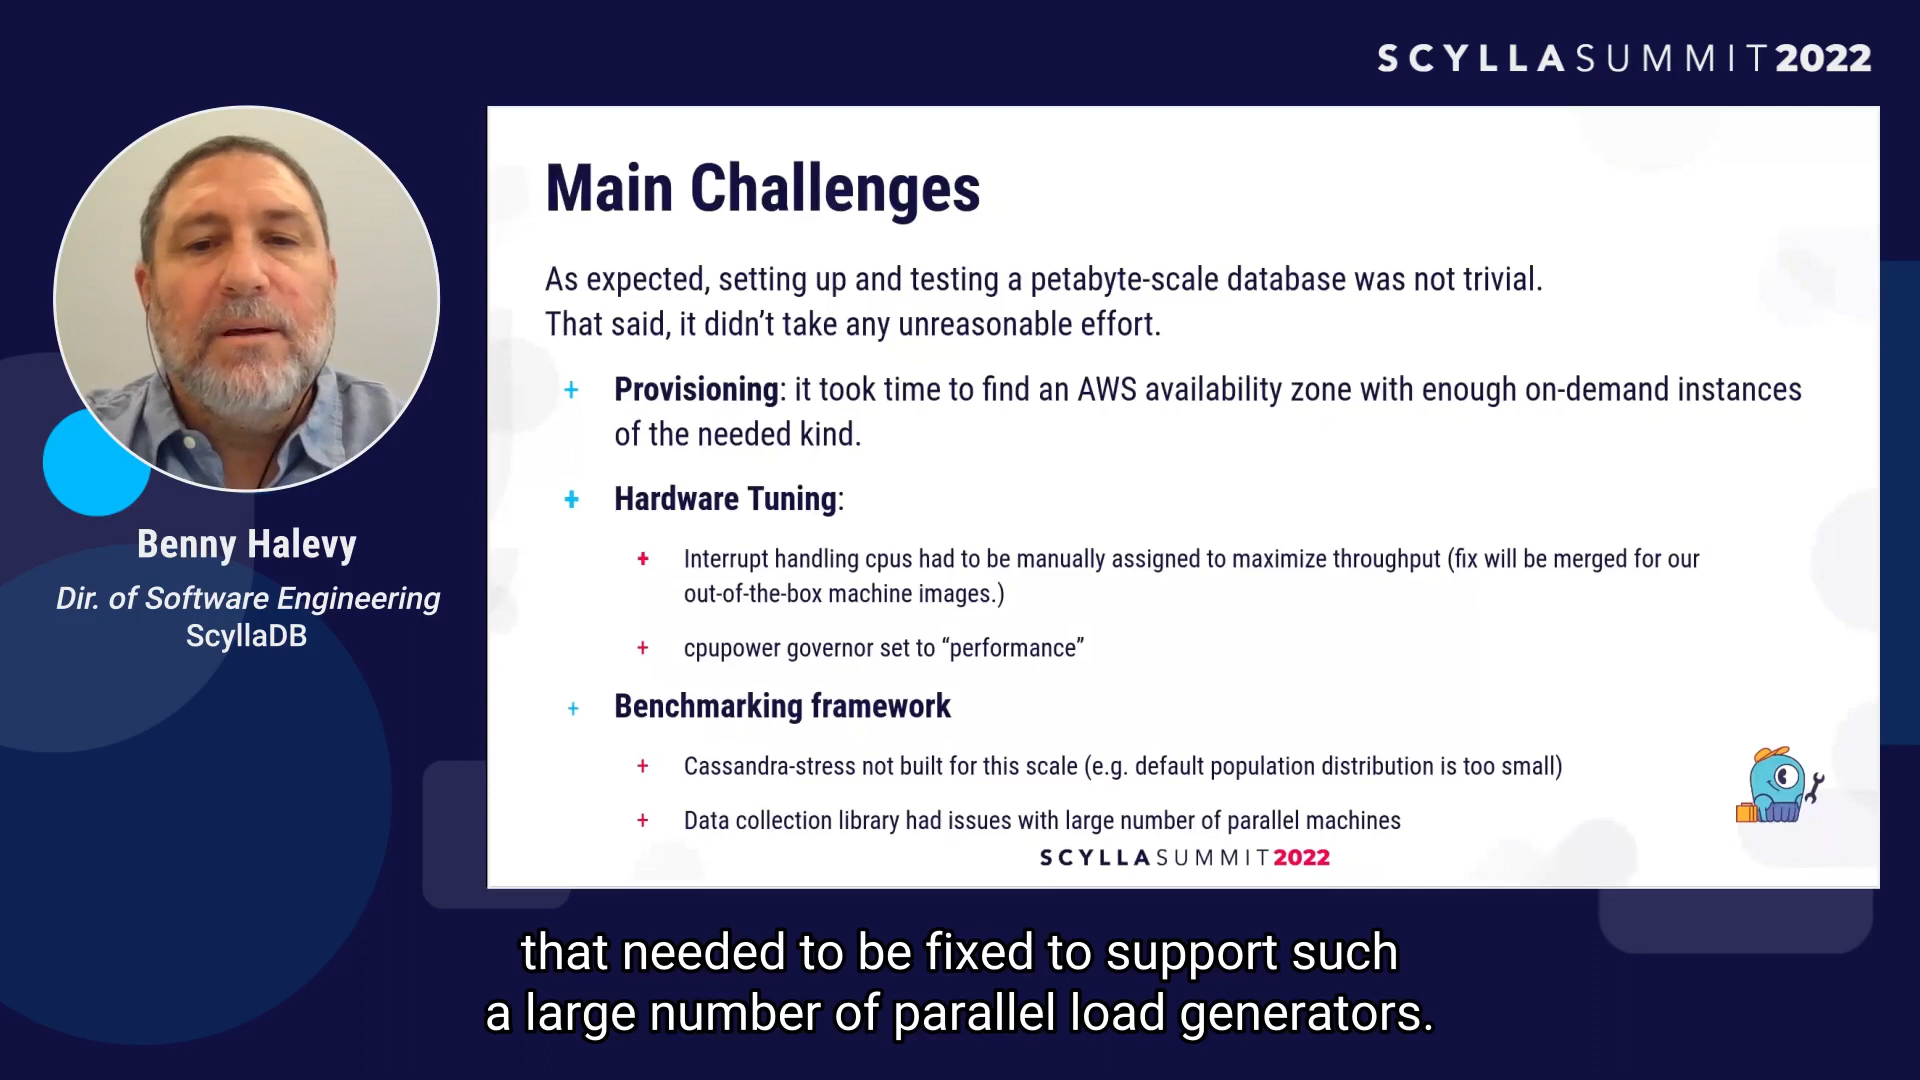 SCYLLASUMMIT2022
Main Challenges
As expected, setting up and testing a petabyte-scale database was not trivial.
That said, it didn’t take any unreasonable effort.
+ Provisioning: it took time to find an AWS availability zone with enough on-demand instances
of the needed kind.
+ Hardware Tuning:
+ Interrupt handling cpus had to be manually assigned to maximize throughput (fix will be merged for our
out-of-the-box machine images.)
+ cpupower governor set to “performance”
+ Benchmarking framework
+ Cassandra-stress not built for this scale (e.g. default population distribution is too small)
+ Data collection library had issues with large number of parallel machines
SCYLLASUMMIT2022
Benny Halevy
Dir. of Software Engineering
ScyllaDB
that needed to be fixed to support such
a large number of parallel load generators.